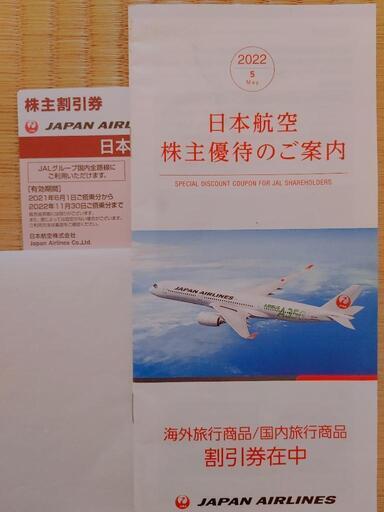 株主割引券
JAPAN AIRL
日本
JALグループ国内全路線に
ご利用いただけます。
[有効期間]
2021年6月1日ご搭乗分から
2022年11月30日ご搭乗分まで
日本航空株式会社
Japan Airlines Co.,Ltd.
2022
5
May
日本航空
株主優待のご案内
SPECIAL DISCOUNT COUPON FOR JAL SHAREHOLDERS
JAPAN AIRLINES
AIRBUS A350
海外旅行商品/国内旅行商品
割引券在中
JAPAN AIRLINES